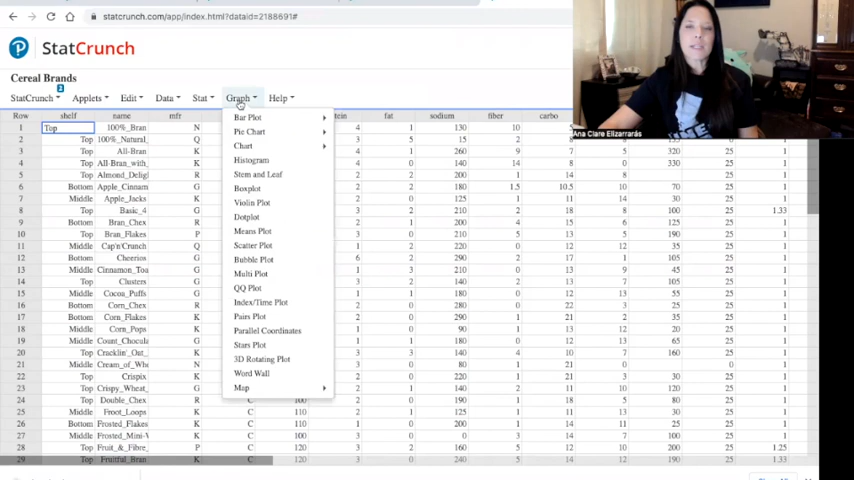 statcrunch.com/app/index.html?dataid=2188691#
P StatCrunch
Cereal Brands
3
StatCrunch Applets Edit Data Stat Graph Help
Row shelf name mfr tein fat sodium fiber carbo
1 Top 100%_Bran N 4 1 130 10
2 Top 100%_Natural_ Q 3 5 15 2
3 Top All-Bran K 4 1 260 9 7 5 320 25 1
4 Top All-Bran_with_ K 4 0 140 14 8 0 330 25 1
5 Top Almond_Deligl R 2 2 200 1 14 8 25 1
6 Bottom Apple_Cinnam G 2 2 180 1.5 10.5 10 70 25 1
7 Middle Apple_Jacks K 2 0 125 1 11 14 30 25 1
8 Top Basic_4 G 3 2 210 2 18 8 100 25 1.33
9 Bottom Bran_Chex R 2 1 200 4 15 6 125 25 1
10 Top Bran_Flakes P 3 0 210 5 13 5 190 25 1
11 Middle Cap'n'Crunch Q 1 2 220 0 12 12 35 25 1
12 Bottom Cheerios G 6 2 290 2 17 1 105 25 1
13 Middle Cinnamon_Toa G 1 3 210 0 13 9 45 25 1
14 Top Clusters G 3 2 140 2 13 7 105 25 1
15 Middle Cocoa_Puffs G 1 1 180 0 12 13 55 25 1
16 Bottom Corn_Chex R 2 0 280 0 22 3 25 25 1
17 Bottom Corn_Flakes K 2 0 290 1 21 2 35 25 1
18 Middle Corn_Pops K 1 0 90 1 13 12 20 25 1
19 Middle Count_Chocula G 1 1 180 0 12 13 65 25 1
20 Top Cracklin'_Oat_ K 3 3 140 4 10 7 160 25 1
21 Middle Cream_of_Whe N 3 0 80 1 21 0 0 1
22 Top Crispix K 2 0 220 1 21 3 30 25 1
23 Top Crispy_Wheat_ G 2 1 140 2 11 10 120 25 1
24 Top Double_Chex R C 100 2 0 190 1 18 5 80 25 1
25 Middle Froot_Loops K C 110 2 1 125 1 11 13 30 25 1
26 Bottom Frosted_Flakes K C 110 1 0 200 1 14 11 25 25 1
27 Middle Frosted_Mini-V K C 100 3 0 0 3 14 7 100 25 1
28 Top Fruit_&_Fibre_ P C 120 3 2 160 5 12 10 200 25 1.25
29 Top Fruitful_Bran K C 120 3 0 240 5 14 12 190 25 1.33
Bar Plot
Pie Chart
Chart
Histogram
Stem and Leaf
Boxplot
Violin Plot
Dotplot
Means Plot
Scatter Plot
Bubble Plot
Multi Plot
QQ Plot
Index/Time Plot
Pairs Plot
Parallel Coordinates
Stars Plot
3D Rotating Plot
Word Wall
Map
Ana Clare Elizarrarás